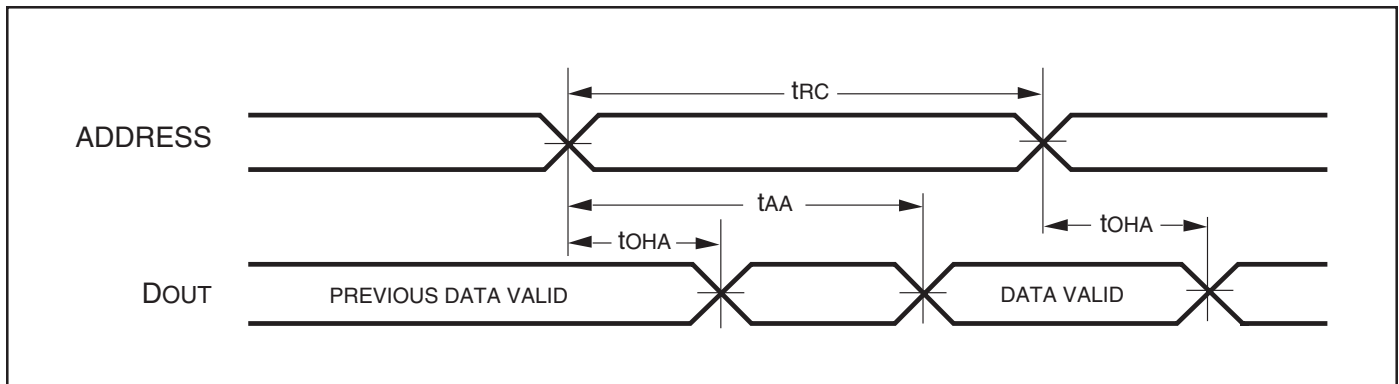 tRC
ADDRESS
tAA
tOHA
tOHA
DOUT
PREVIOUS DATA VALID
DATA VALID